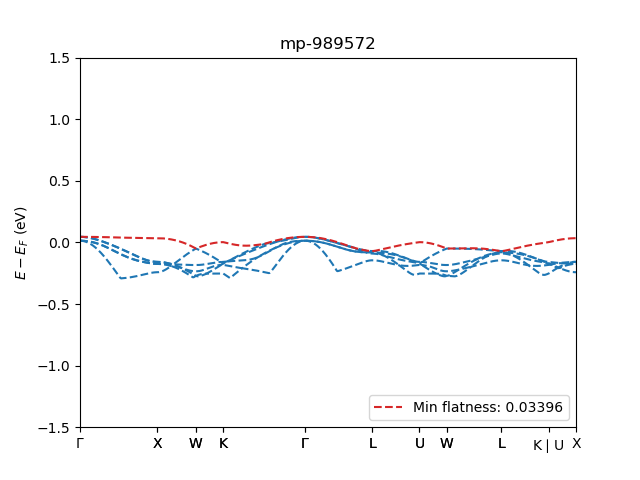 mp-989572
1.5
1.0
0.5
0.0
−0.5
−1.0
−1.5
E − E_F (eV)
Min flatness: 0.03396
Γ X W K Γ L U W L K | U X